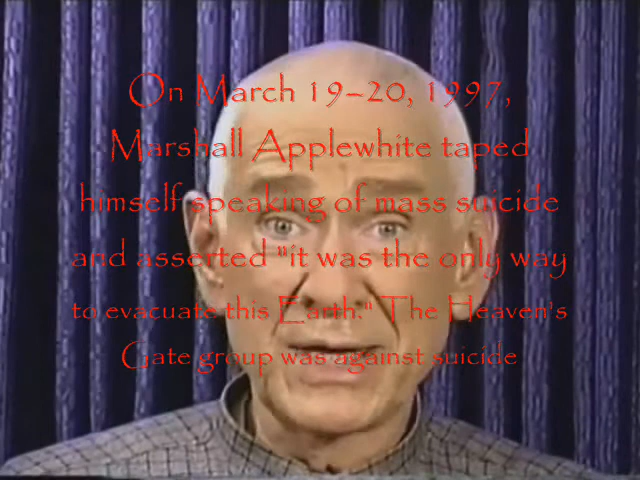 On March 19–20, 1997,
Marshall Applewhite taped
himself speaking of mass suicide
and asserted "it was the only way
to evacuate this Earth." The Heaven's
Gate group was against suicide